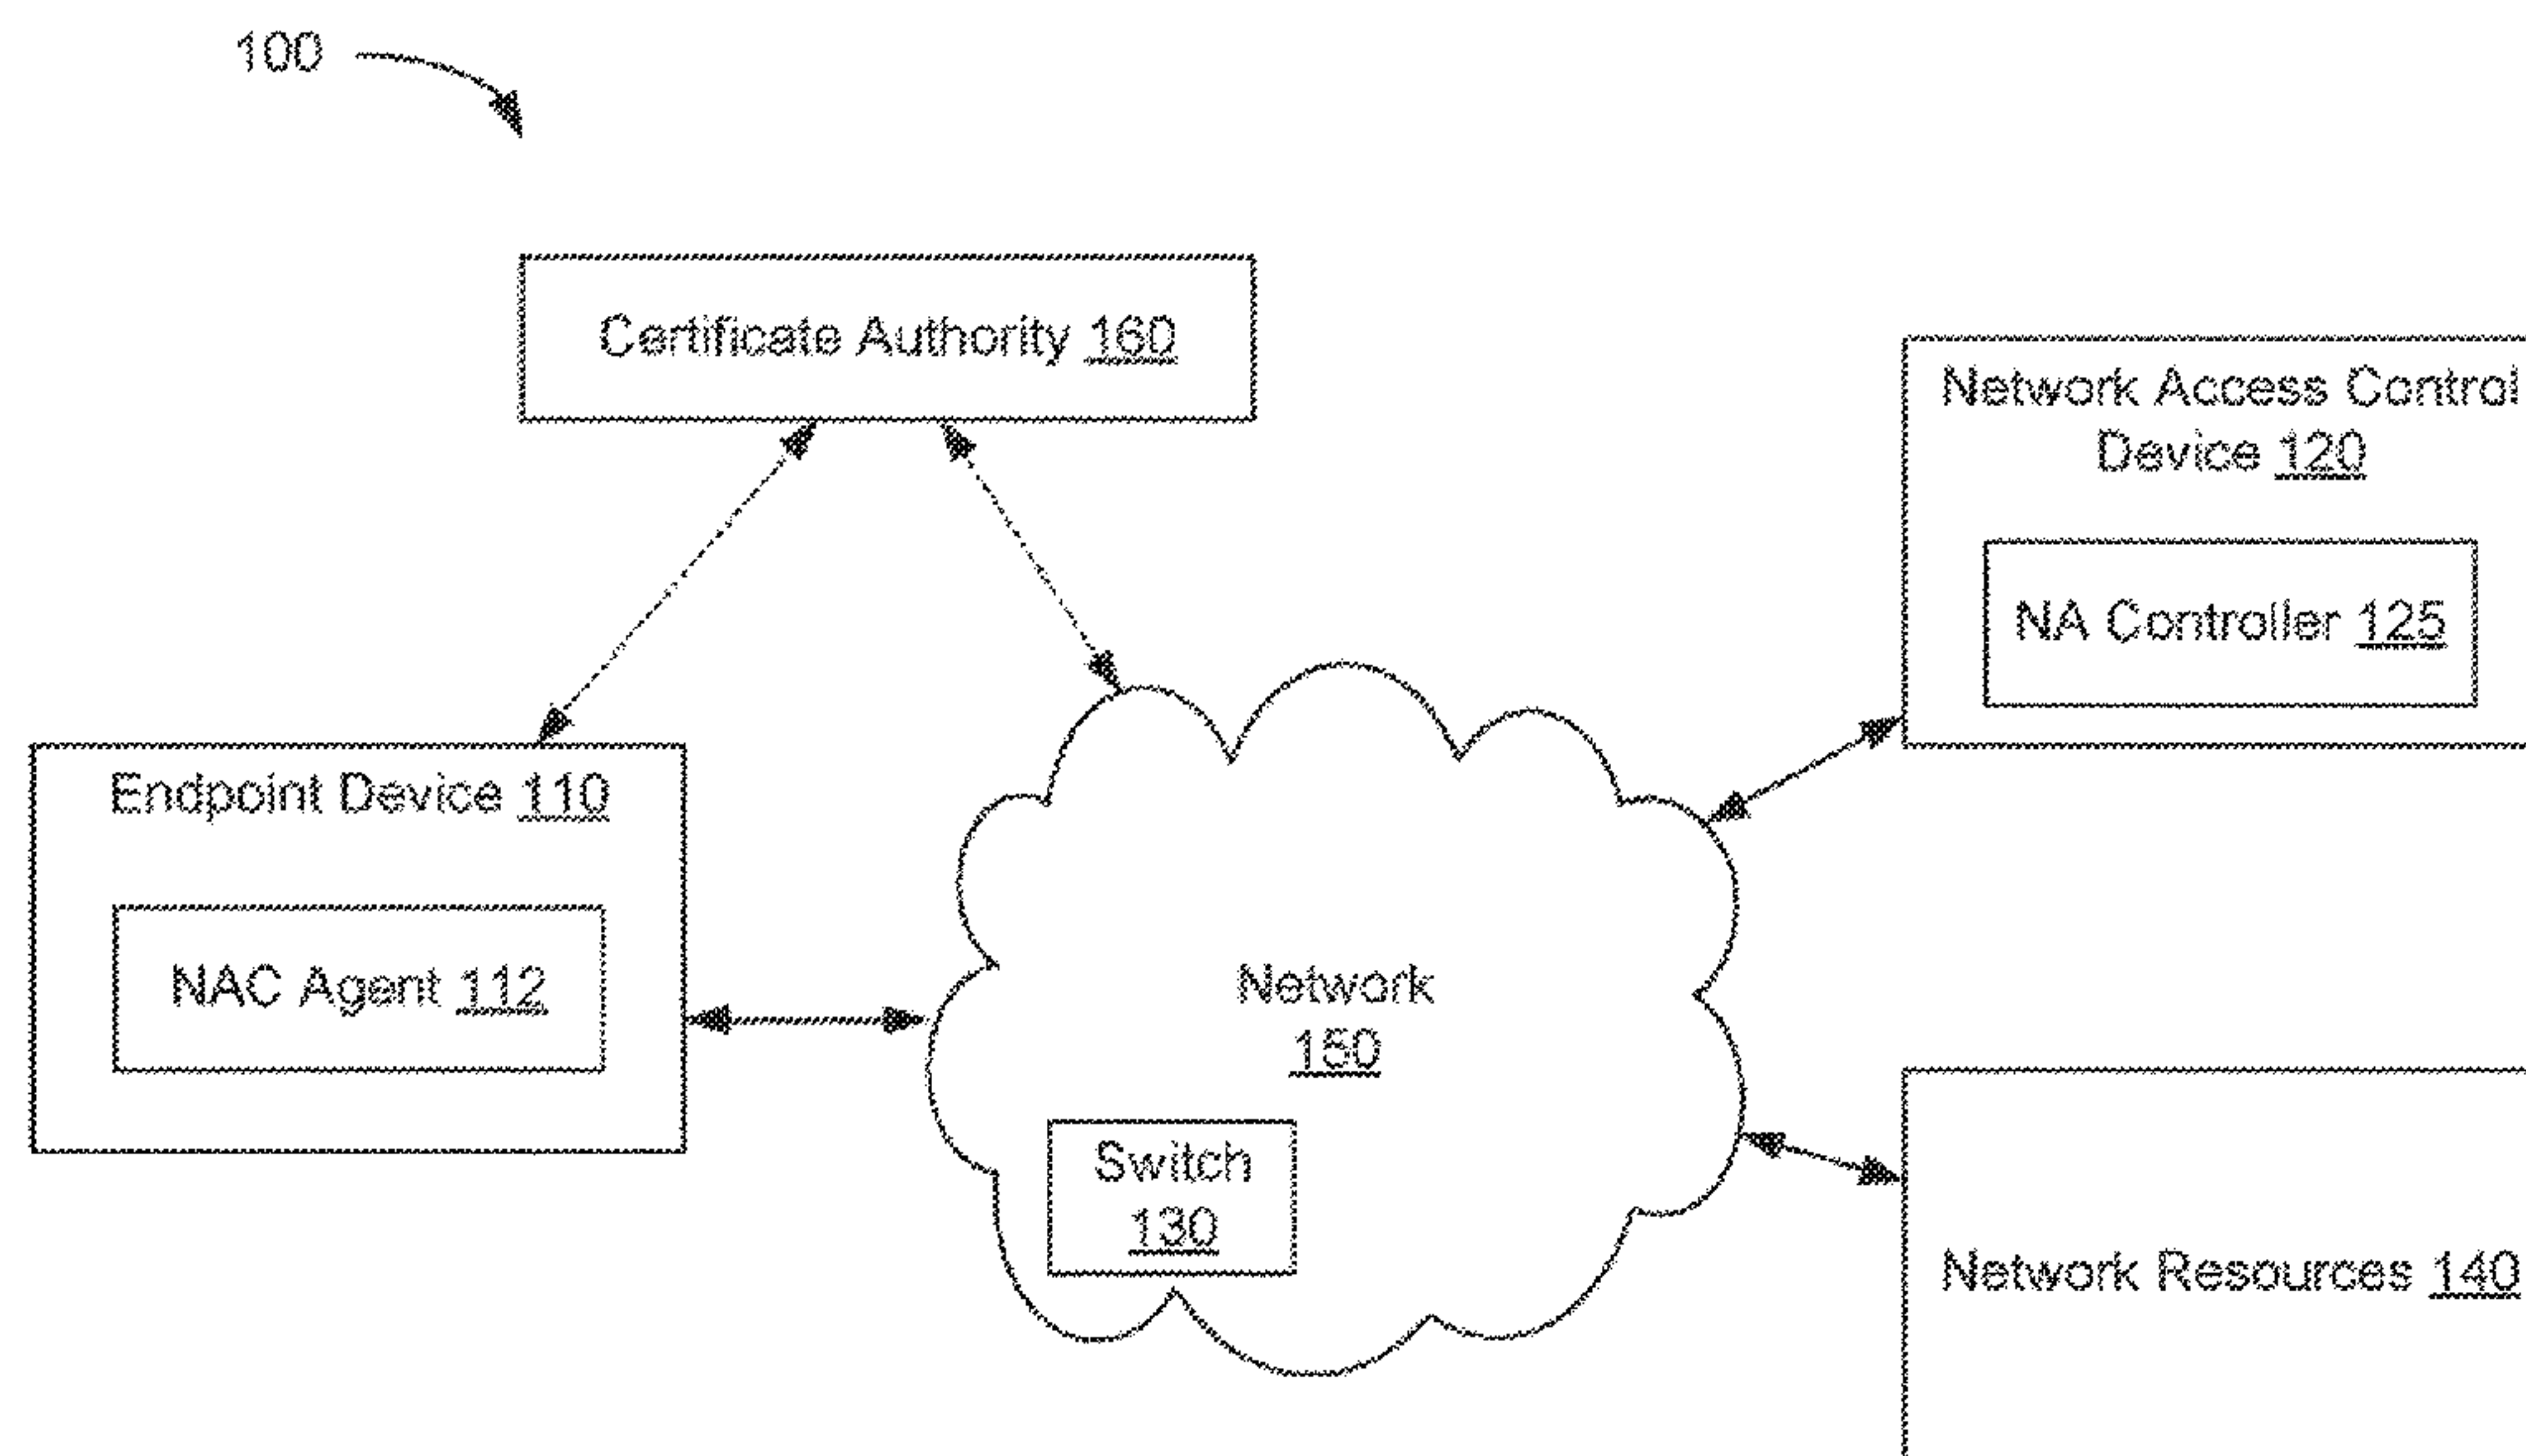 100
Certificate Authority 160
Network Access Control
Device 120
NA Controller 125
Endpoint Device 110
NAC Agent 112
Network
150
Switch
130
Network Resources 140